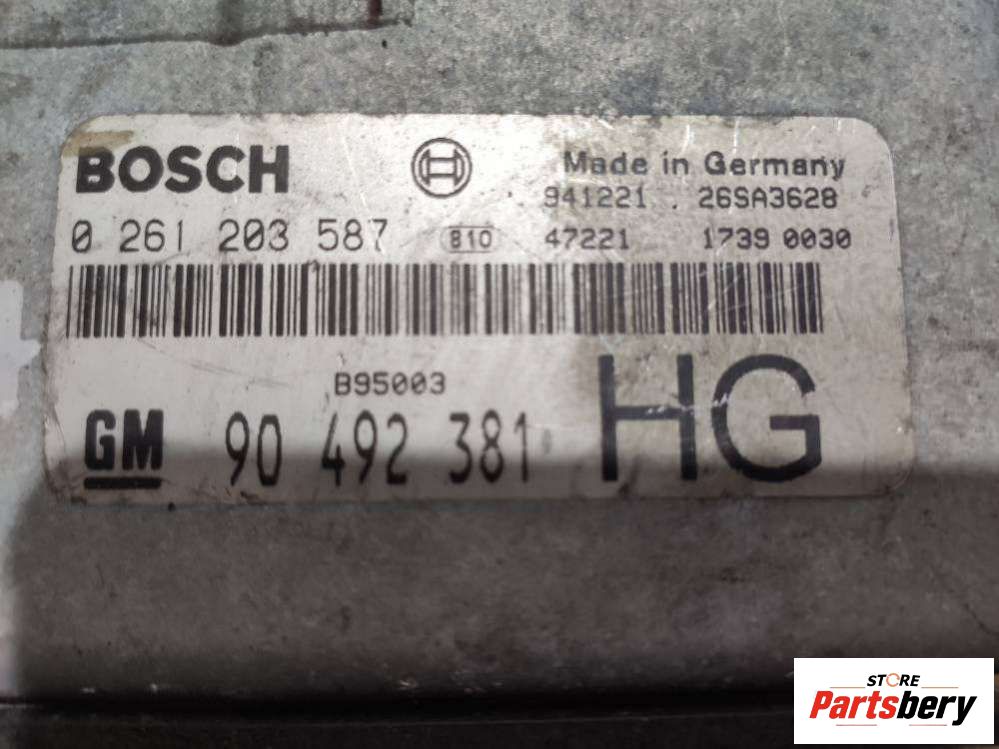 BOSCH
Made in Germany
941221 26SA3628
0 261 203 587 810 47221 1739 0030
B95003
GM 90 492 381 HG
STORE
Partsbery